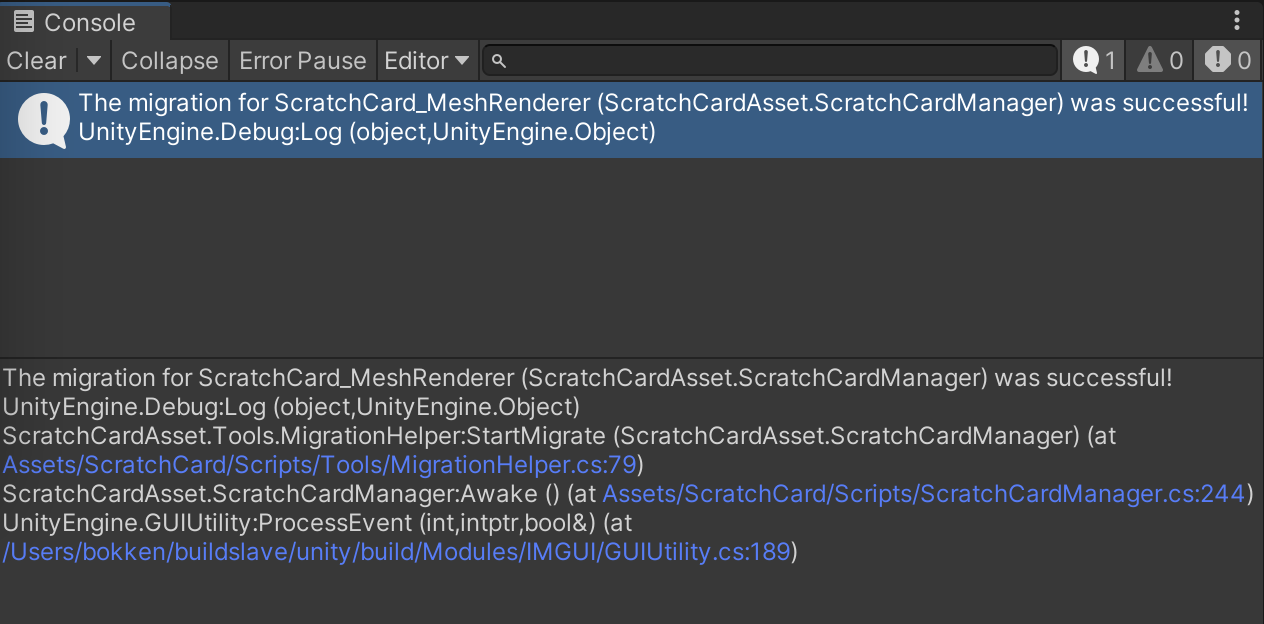 Console
Clear Collapse Error Pause Editor 1 0 0
The migration for ScratchCard_MeshRenderer (ScratchCardAsset.ScratchCardManager) was successful!
UnityEngine.Debug:Log (object,UnityEngine.Object)
The migration for ScratchCard_MeshRenderer (ScratchCardAsset.ScratchCardManager) was successful!
UnityEngine.Debug:Log (object,UnityEngine.Object)
ScratchCardAsset.Tools.MigrationHelper:StartMigrate (ScratchCardAsset.ScratchCardManager) (at
Assets/ScratchCard/Scripts/Tools/MigrationHelper.cs:79)
ScratchCardAsset.ScratchCardManager:Awake () (at Assets/ScratchCard/Scripts/ScratchCardManager.cs:244)
UnityEngine.GUIUtility:ProcessEvent (int,intptr,bool&) (at
/Users/bokken/buildslave/unity/build/Modules/IMGUI/GUIUtility.cs:189)